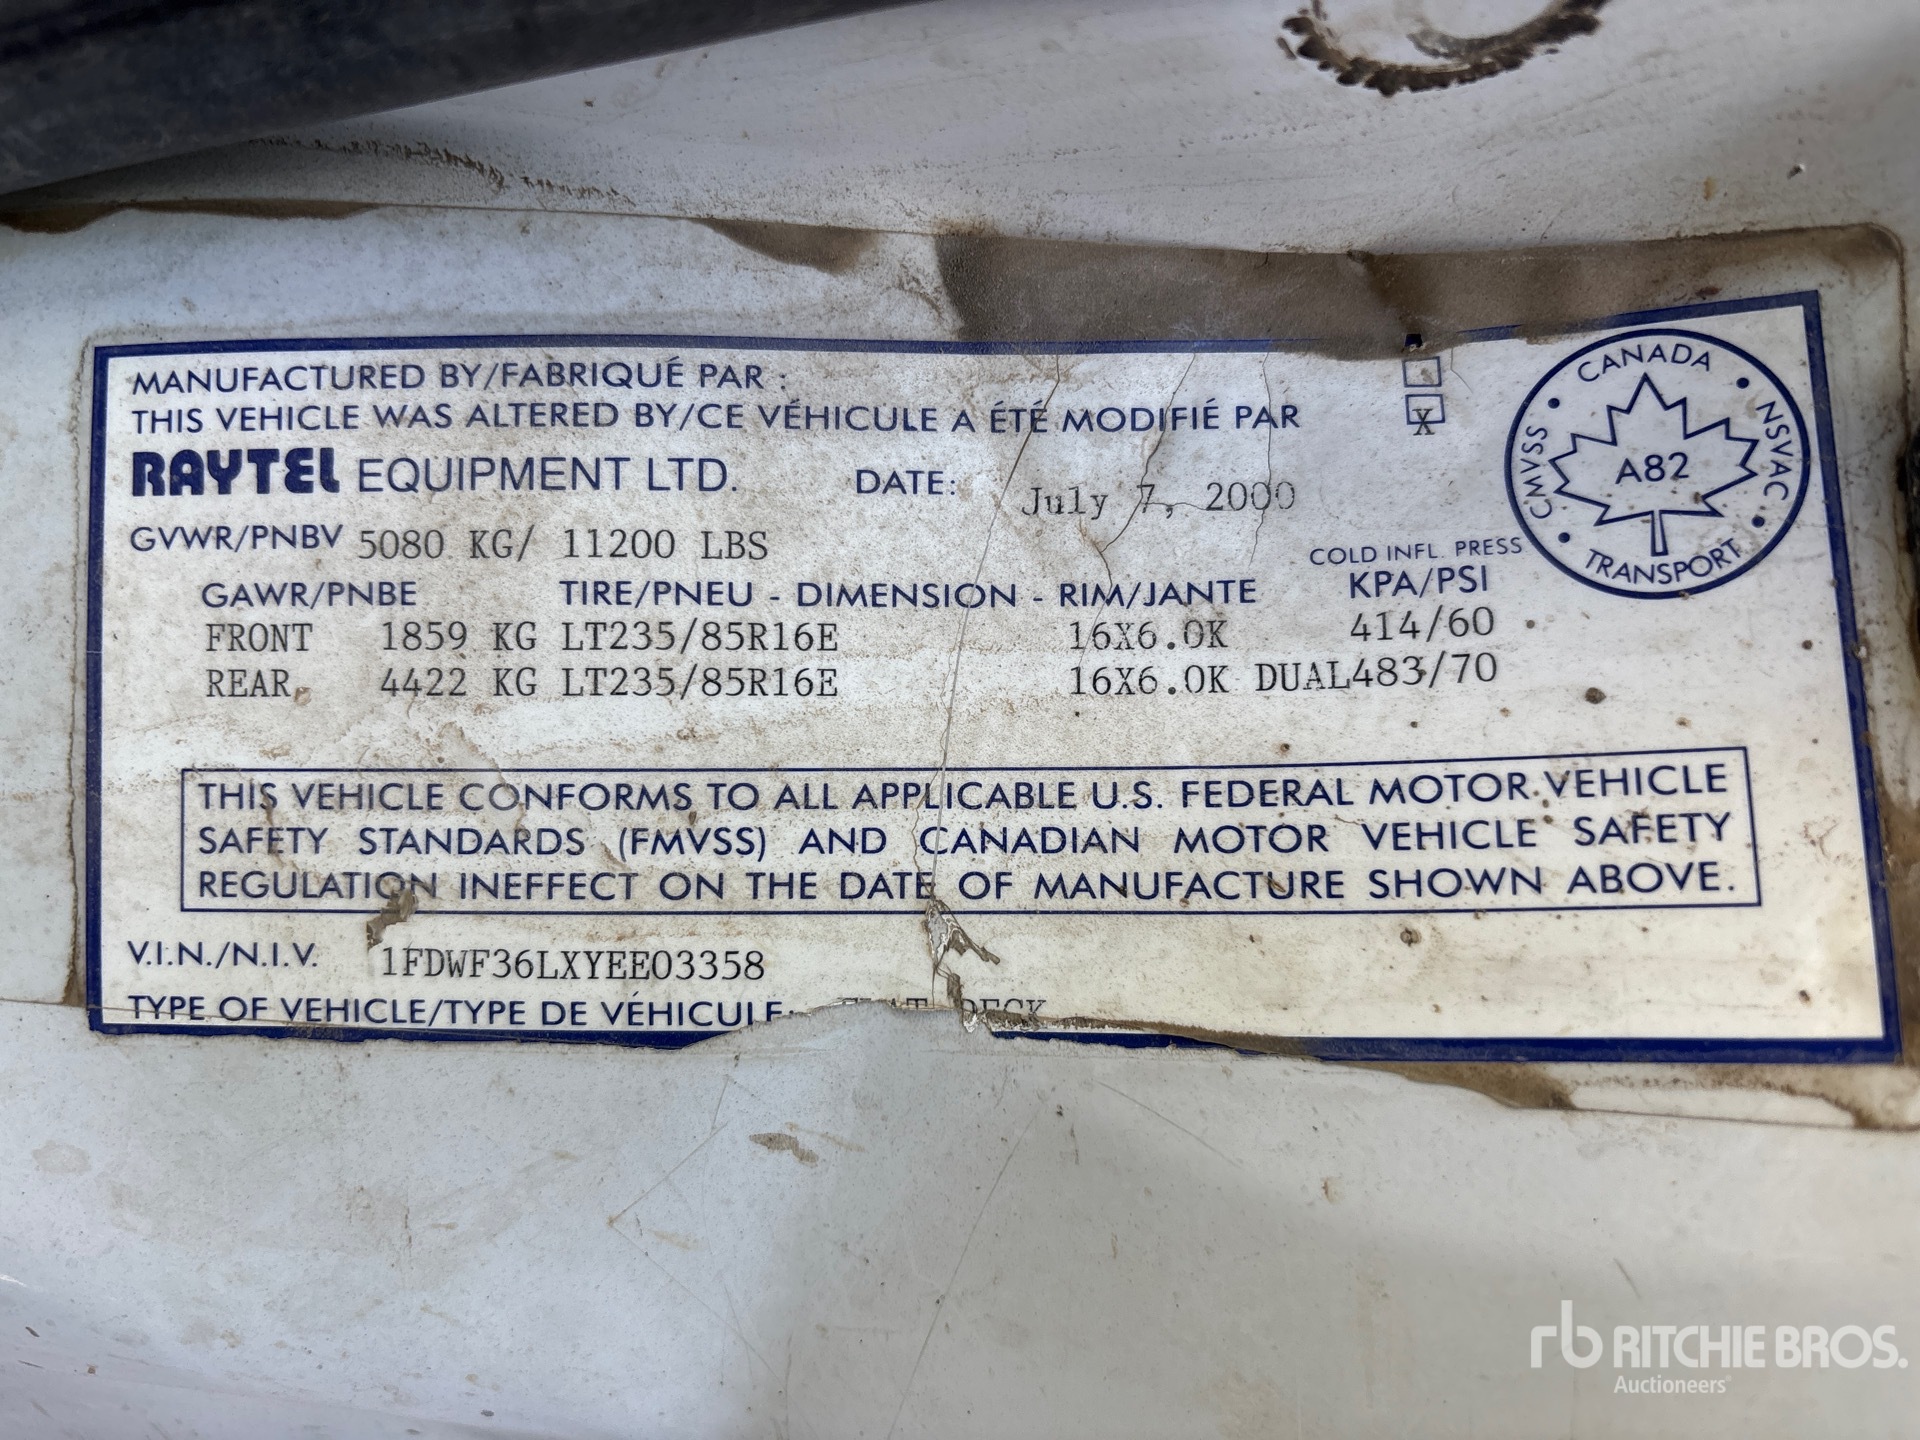 MANUFACTURED BY/FABRIQUÉ PAR :
THIS VEHICLE WAS ALTERED BY/CE VÉHICULE A ÉTÉ MODIFIÉ PAR X
RAYTEL EQUIPMENT LTD. DATE: July 7, 2000
GVWR/PNBV 5080 KG/ 11200 LBS
COLD INFL. PRESS
GAWR/PNBE TIRE/PNEU - DIMENSION - RIM/JANTE KPA/PSI
FRONT 1859 KG LT235/85R16E 16X6.0K 414/60
REAR 4422 KG LT235/85R16E 16X6.0K DUAL483/70
CANADA
NSVAC
TRANSPORT
CMVSS
A82
THIS VEHICLE CONFORMS TO ALL APPLICABLE U.S. FEDERAL MOTOR VEHICLE
SAFETY STANDARDS (FMVSS) AND CANADIAN MOTOR VEHICLE SAFETY
REGULATION INEFFECT ON THE DATE OF MANUFACTURE SHOWN ABOVE.
V.I.N./N.I.V. 1FDWF36LXYEE03358
TYPE OF VEHICLE/TYPE DE VÉHICULE: FLAT DECK
rb RITCHIE BROS.
Auctioneers